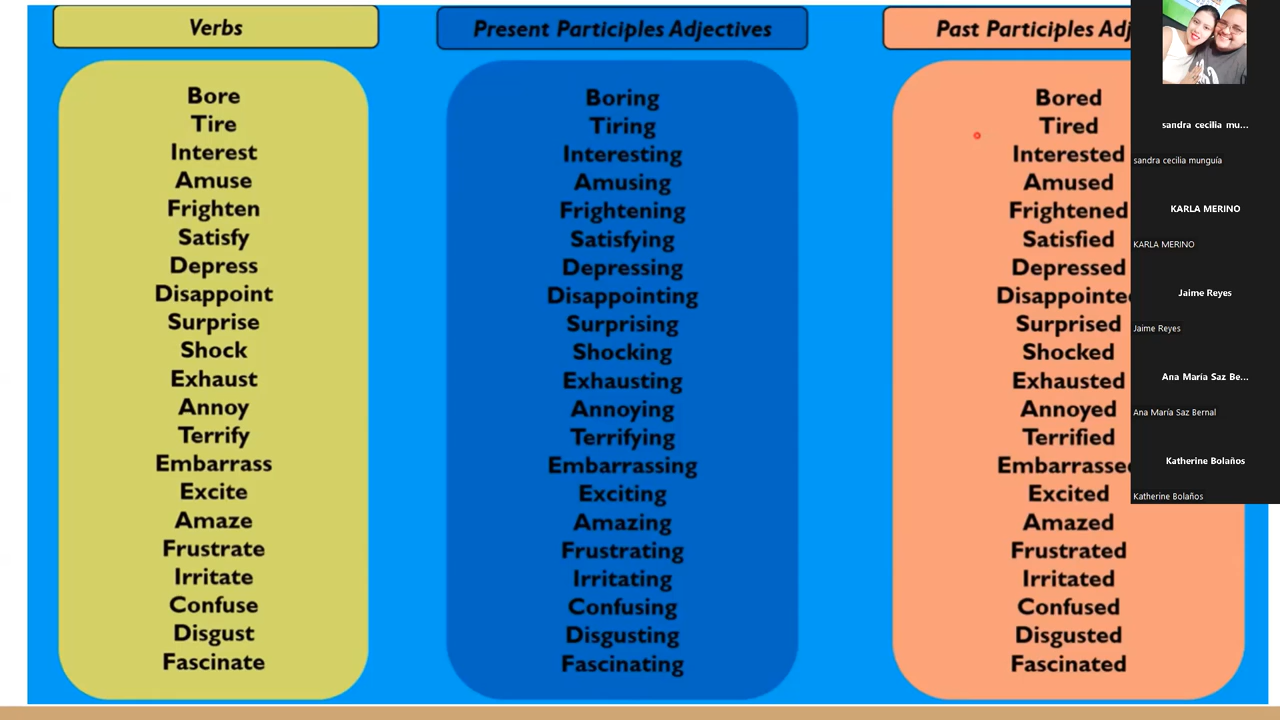 Verbs
Bore
Tire
Interest
Amuse
Frighten
Satisfy
Depress
Disappoint
Surprise
Shock
Exhaust
Annoy
Terrify
Embarrass
Excite
Amaze
Frustrate
Irritate
Confuse
Disgust
Fascinate
Present Participles Adjectives
Boring
Tiring
Interesting
Amusing
Frightening
Satisfying
Depressing
Disappointing
Surprising
Shocking
Exhausting
Annoying
Terrifying
Embarrassing
Exciting
Amazing
Frustrating
Irritating
Confusing
Disgusting
Fascinating
Past Participles Adj
Bored
Tired
Interested
Amused
Frightened
Satisfied
Depressed
Disappointe
Surprised
Shocked
Exhausted
Annoyed
Terrified
Embarrasse
Excited
Amazed
Frustrated
Irritated
Confused
Disgusted
Fascinated
sandra cecilia mu...
sandra cecilia munguía
KARLA MERINO
KARLA MERINO
Jaime Reyes
Jaime Reyes
Ana María Saz Be...
Ana María Saz Bernal
Katherine Bolaños
Katherine Bolaños